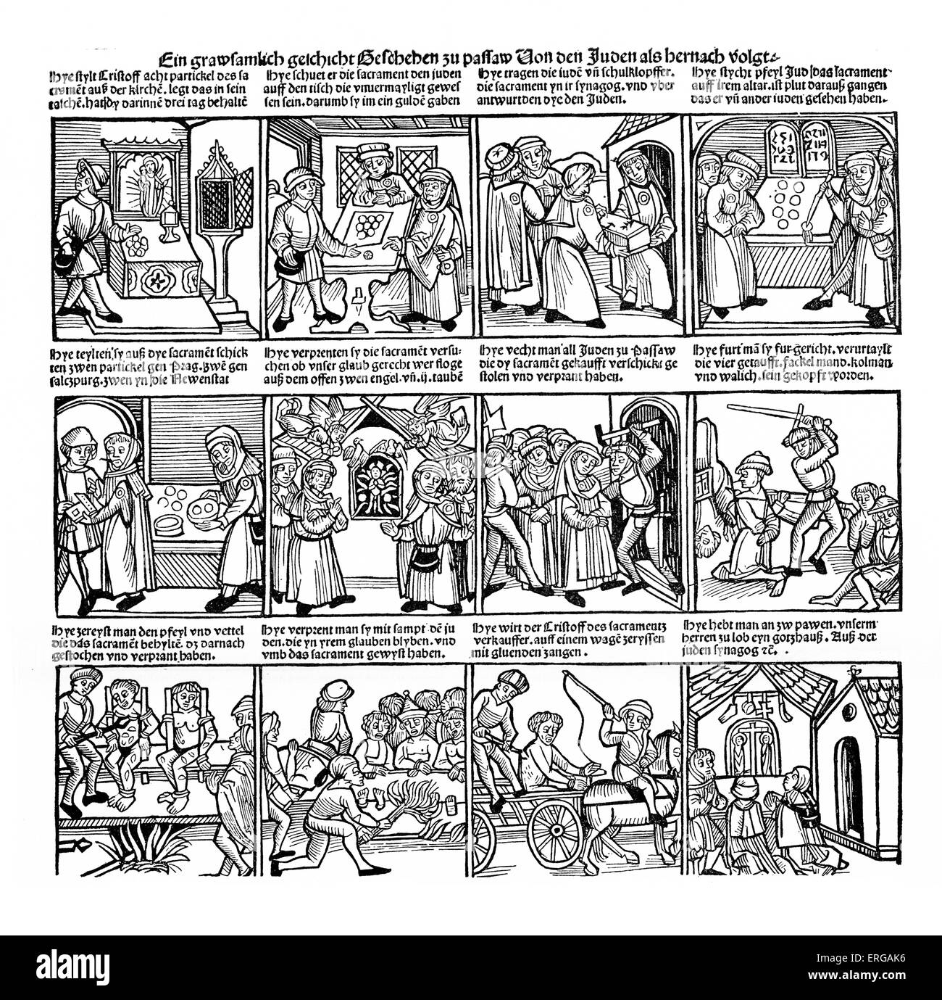 Ein grawsamlich geschicht Geschehen zu passaw Von den Juden als hernach volgt
Hye stylt Cristoff acht partickel des sa
crament auß der kirchē. legt das in sein
taschē. hat dy darinnē drei tag behaltē
Hye schuet er die sacrament den juden
auff den tisch die vnuermayligt gewes
sen sein. darumb sy im ein guldē gaben
Hye tragen die iudē vñ schulklopffer.
die sacrament yn ir synagog. vnd vber
antwurtden dye den Juden.
Hye stycht pfeyl Jud das sacrament
auff irem altar. ist plut darauß gangen
das er vñ ander iuden gesehen haben.
Hye teylten sy auß dye sacramēt schick
ten zwen partickel gen Prag. zwē gen
salczpurg. zwen yn die Newenstat
Hye verprenten sy die sacramēt versu
chen ob vnser glaub gerecht wer floge
auß dem offen zwen engel. vñ. ij. taubē
Hye vecht man all Juden zu Passaw
die dy sacramēt gekaufft verschickt ge
stolen vnd verprant haben.
Hye furt mā sy fur gericht. verurtaylt
die vier getaufft. fackel mand. kolman
vnd walich. sein gekopft worden.
Hye zereyst man den pfeyl vnd vettel
die das sacramēt behyltē. dz darnach
gestochen vnd verprant haben.
Hye verprent man sy mit sampt dē ju
den. die yn yrem glauben blyben. vnd
vmb das sacrament gewyst haben.
Hye wirt der Cristoff des sacramentz
verkauffer. auff einem wagē zeryssen
mit gluenden zangen.
Hye hebt man an zw pawen. vnserm
herren zu lob eyn gotzhauß. Auß der
juden synagog zc.
alamy
Image ID: ERGAK6
www.alamy.com